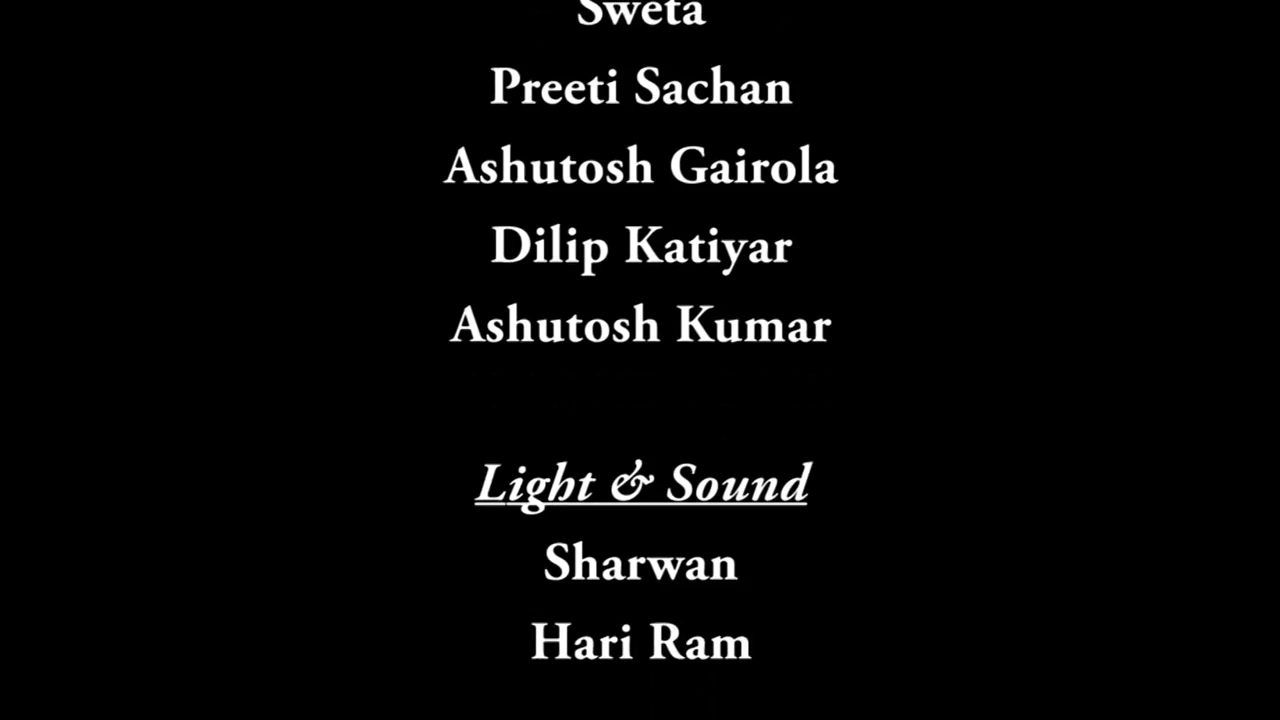 Sweta
Preeti Sachan
Ashutosh Gairola
Dilip Katiyar
Ashutosh Kumar
Light & Sound
Sharwan
Hari Ram